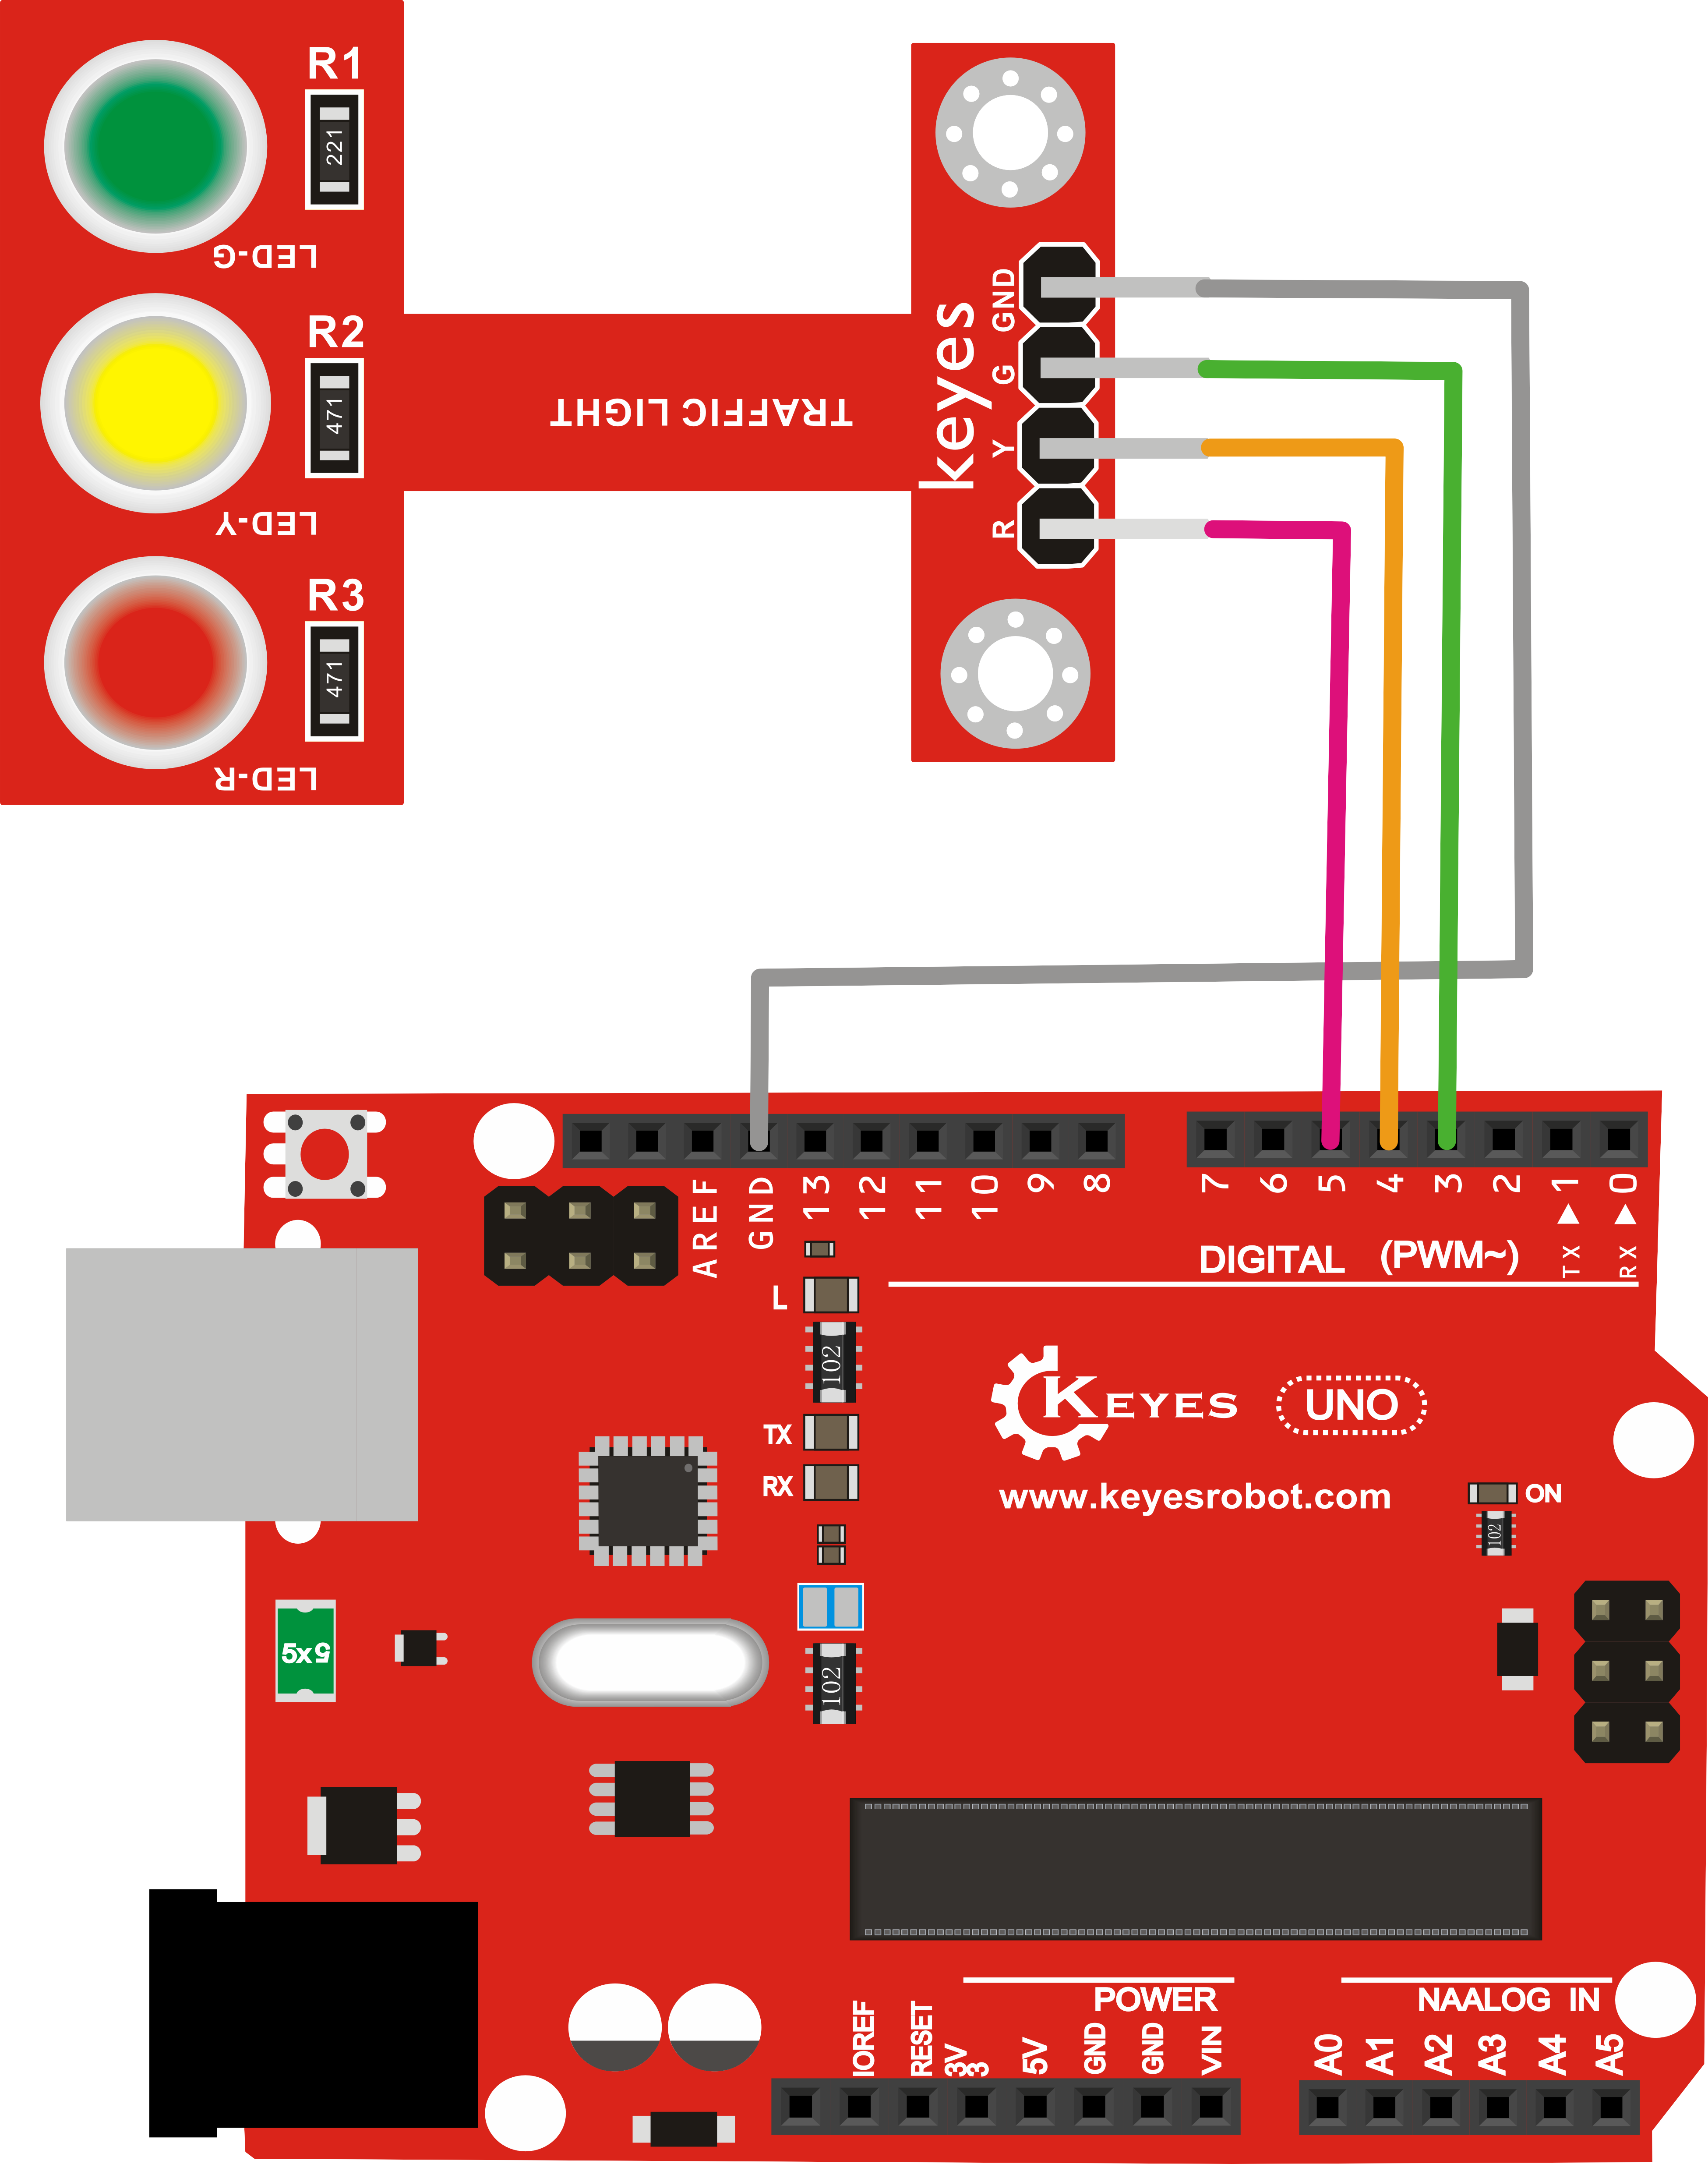 R1
221
LED-G
R2
471
LED-Y
R3
471
LED-R
TRAFFIC LIGHT
keyes
GND
G
Y
R
AREF
GND
13
12
11
10
9
8
7
6
5
4
3
2
TX ▶ 1
RX ▶ 0
DIGITAL (PWM~)
L
102
TX
RX
KEYES UNO
www.keyesrobot.com
ON
102
5x5
102
POWER
NAALOG IN
IOREF
RESET
3V3
5V
GND
GND
VIN
A0
A1
A2
A3
A4
A5